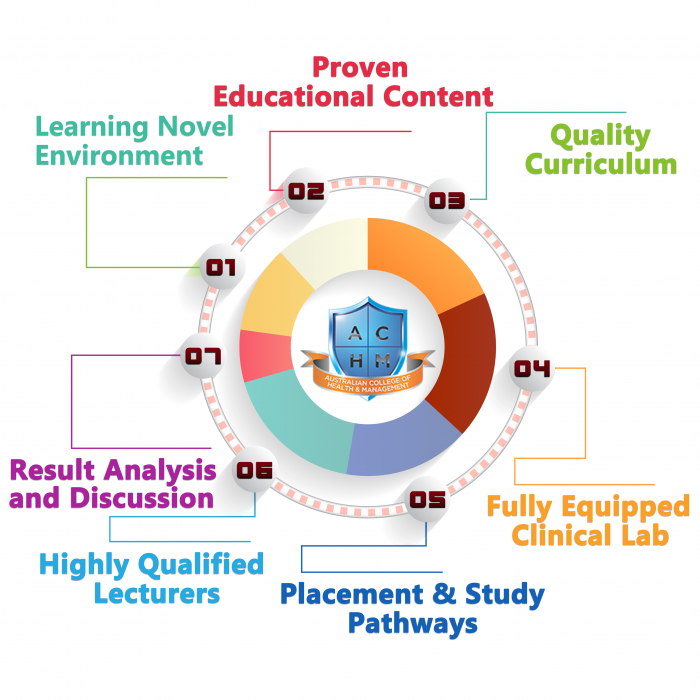 Proven
Educational Content
Learning Novel
Environment
Quality
Curriculum
02
03
01
A C
H M
AUSTRALIAN COLLEGE OF
HEALTH & MANAGEMENT
07
04
Result Analysis
and Discussion
06
05
Fully Equipped
Clinical Lab
Highly Qualified
Lecturers
Placement & Study
Pathways